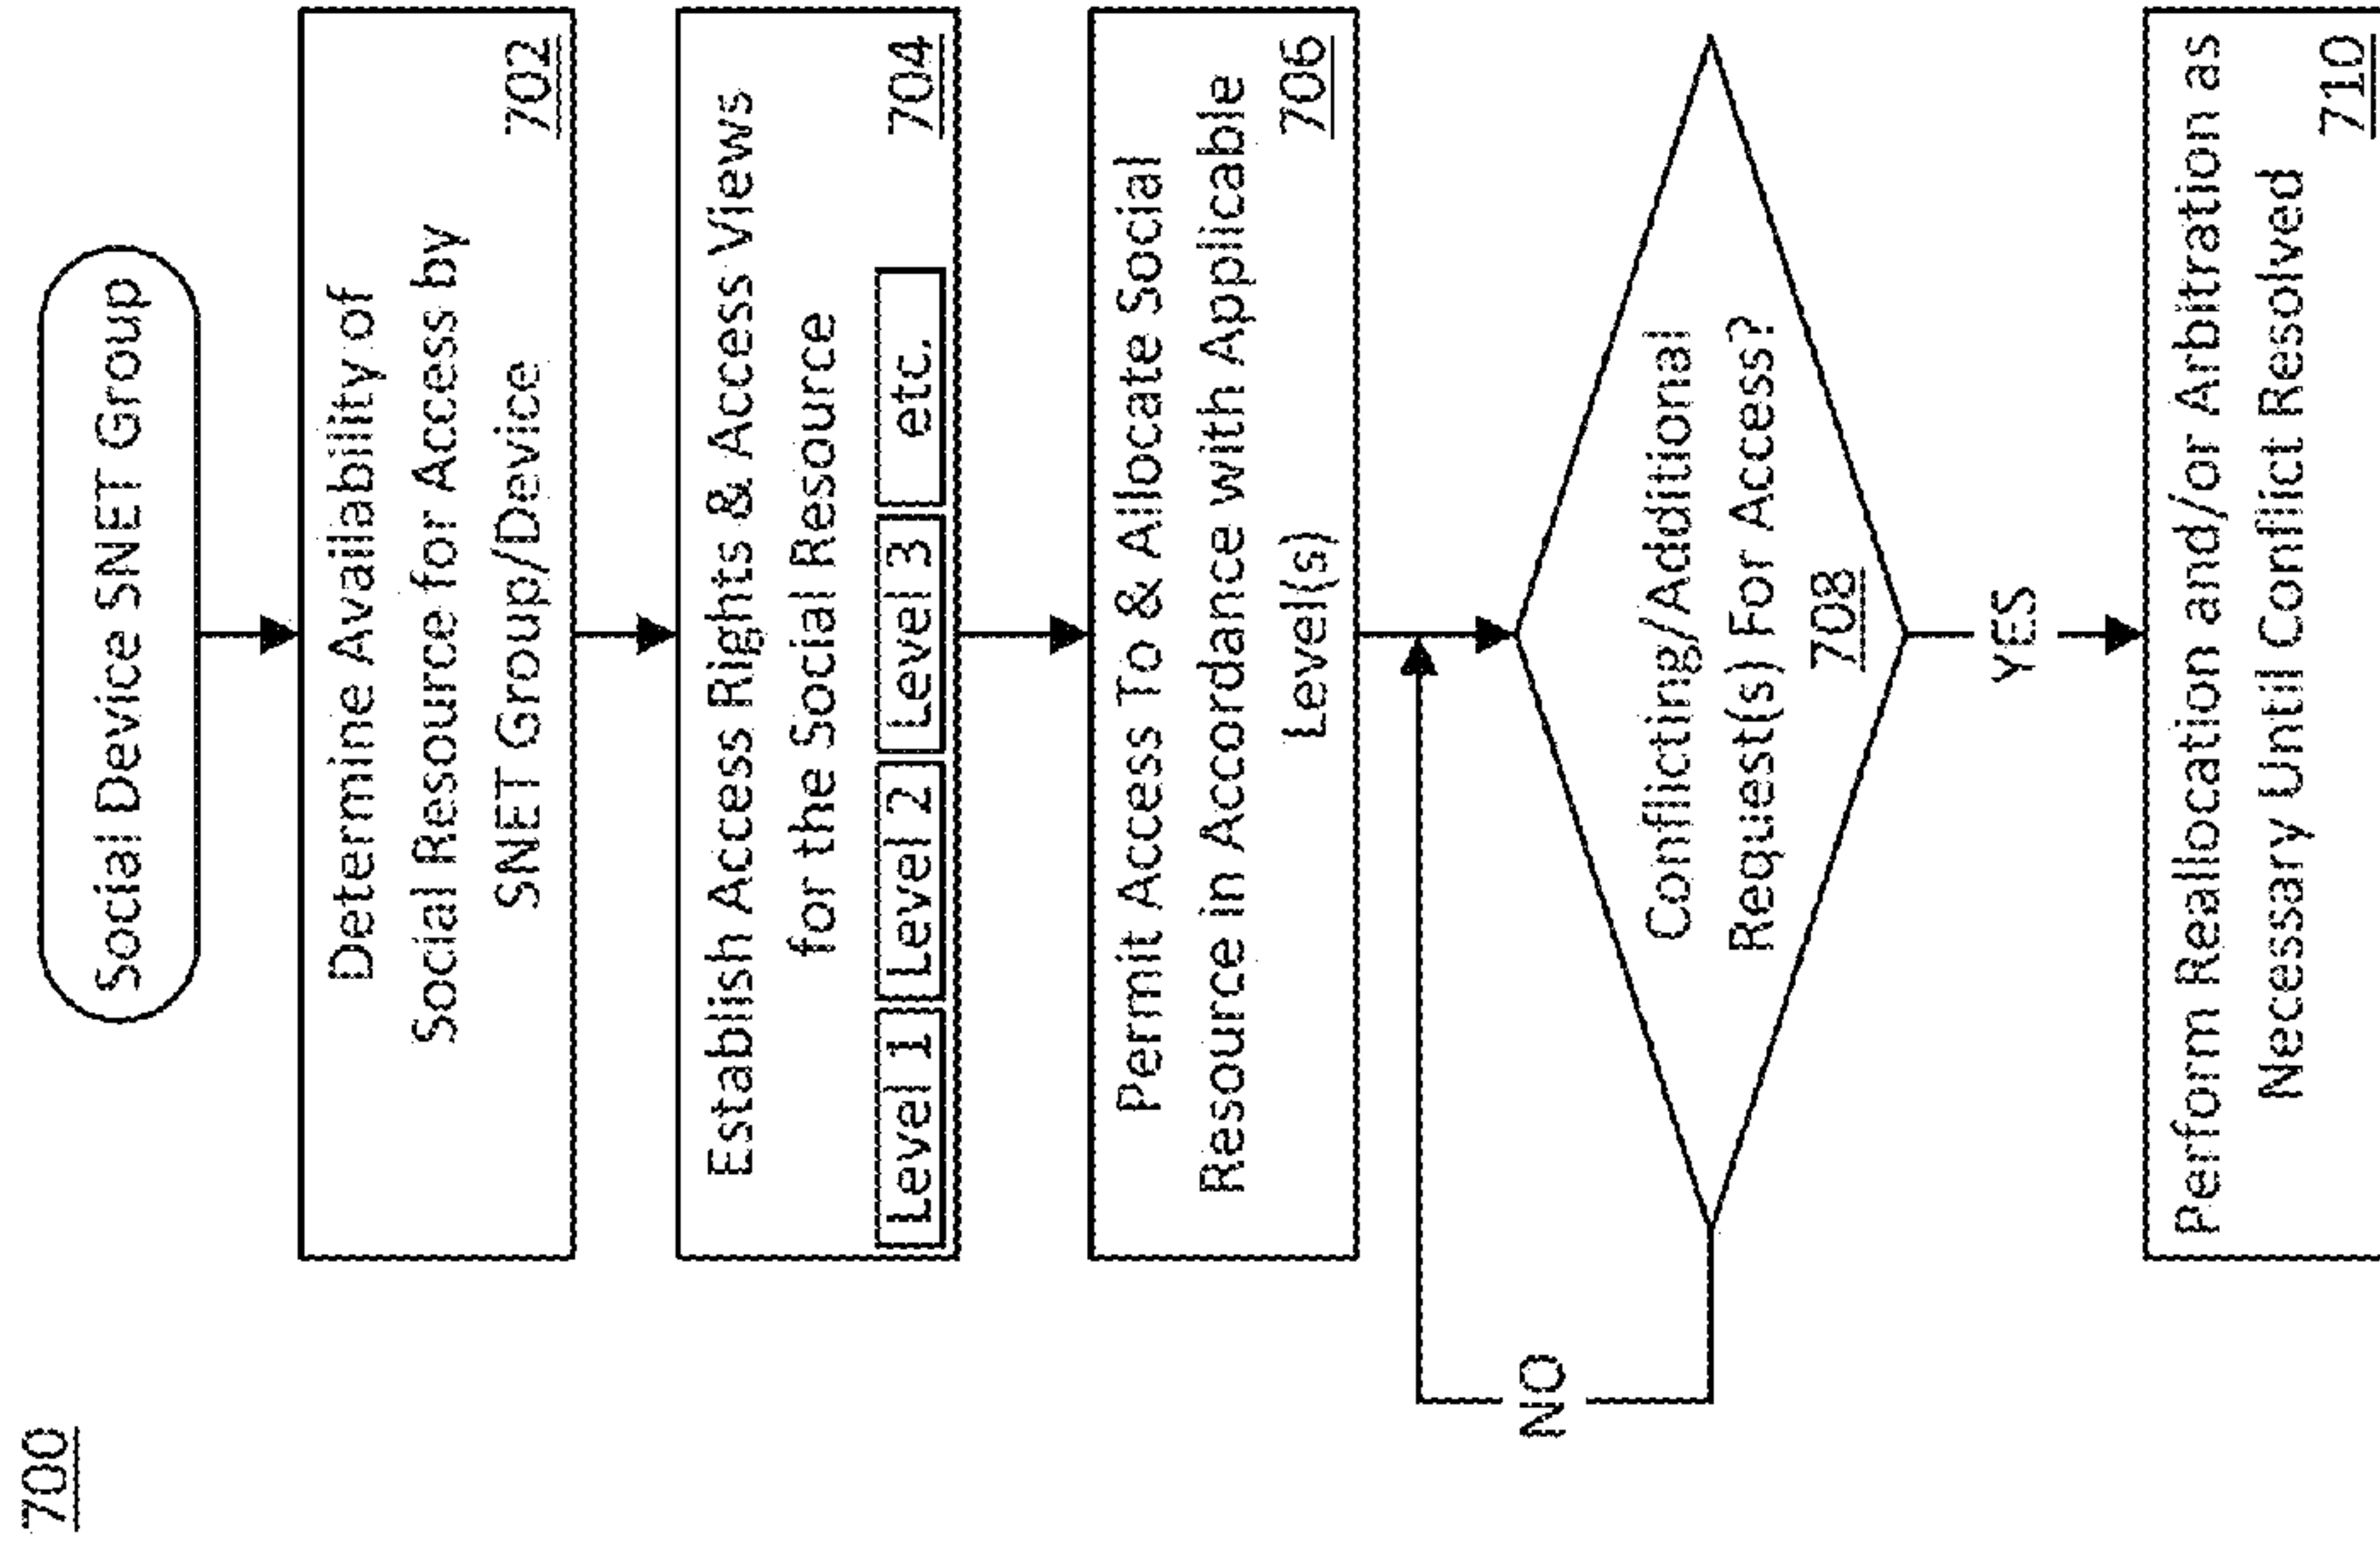 700
Social Device SNET Group
Determine Availability of
Social Resource for Access by
SNET Group/Device
702
Establish Access Rights & Access Views
for the Social Resource
704
Level 1
Level 2
Level 3
etc.
Permit Access To & Allocate Social
Resource in Accordance with Applicable
Level(s)
706
Conflicting/Additional
Request(s) For Access?
708
NO
YES
Perform Reallocation and/or Arbitration as
Necessary Until Conflict Resolved
710